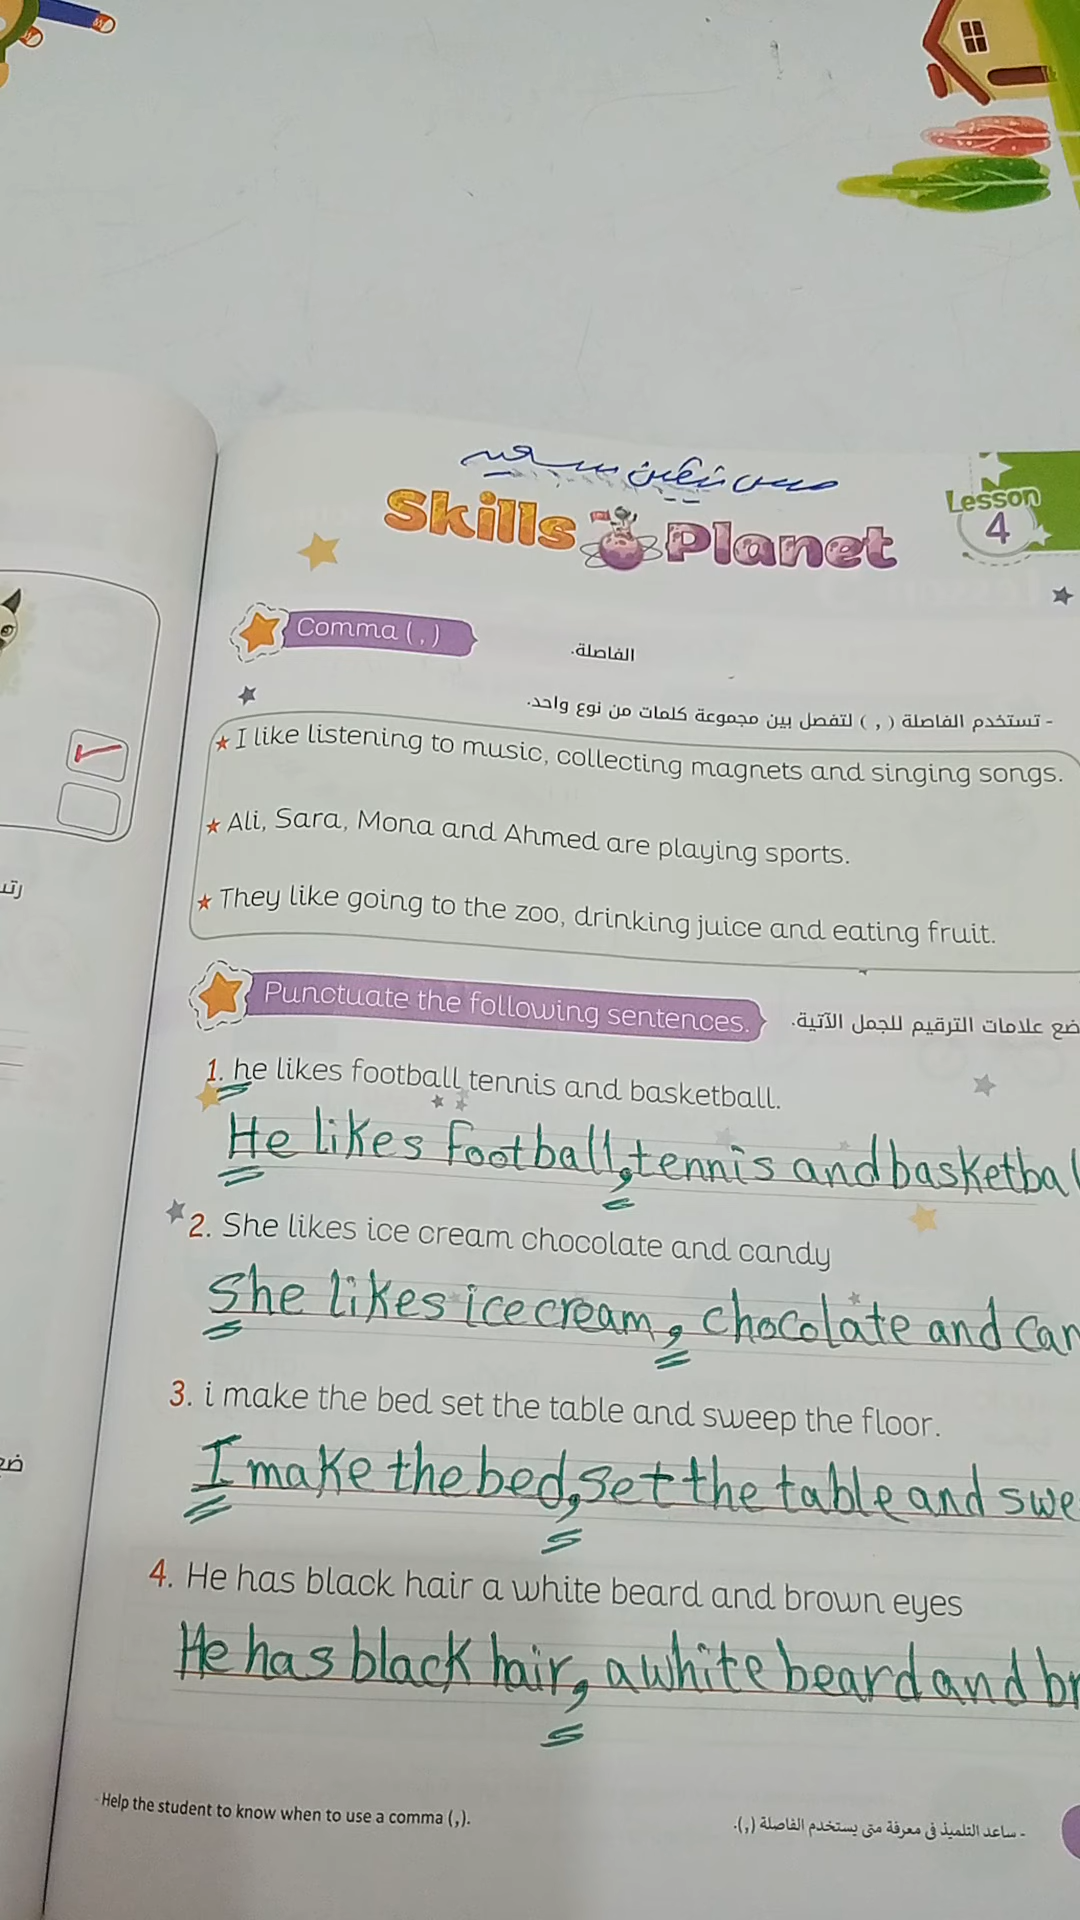 ميس نيفين سعيد
Skills Planet
Lesson
4
Comma ( , )
الفاصلة.
- تستخدم الفاصلة ( , ) لتفصل بين مجموعة كلمات من نوع واحد.
I like listening to music, collecting magnets and singing songs.
Ali, Sara, Mona and Ahmed are playing sports.
They like going to the zoo, drinking juice and eating fruit.
Punctuate the following sentences.
ضع علامات الترقيم للجمل الآتية.
1. he likes football tennis and basketball.
He likes football, tennis and basketbal
2. She likes ice cream chocolate and candy
She likes ice cream, chocolate and can
3. i make the bed set the table and sweep the floor.
I make the bed, set the table and swe
4. He has black hair a white beard and brown eyes
He has black hair, a white beard and br
- Help the student to know when to use a comma (,).
- ساعد التلميذ في معرفة متى يستخدم الفاصلة (,).